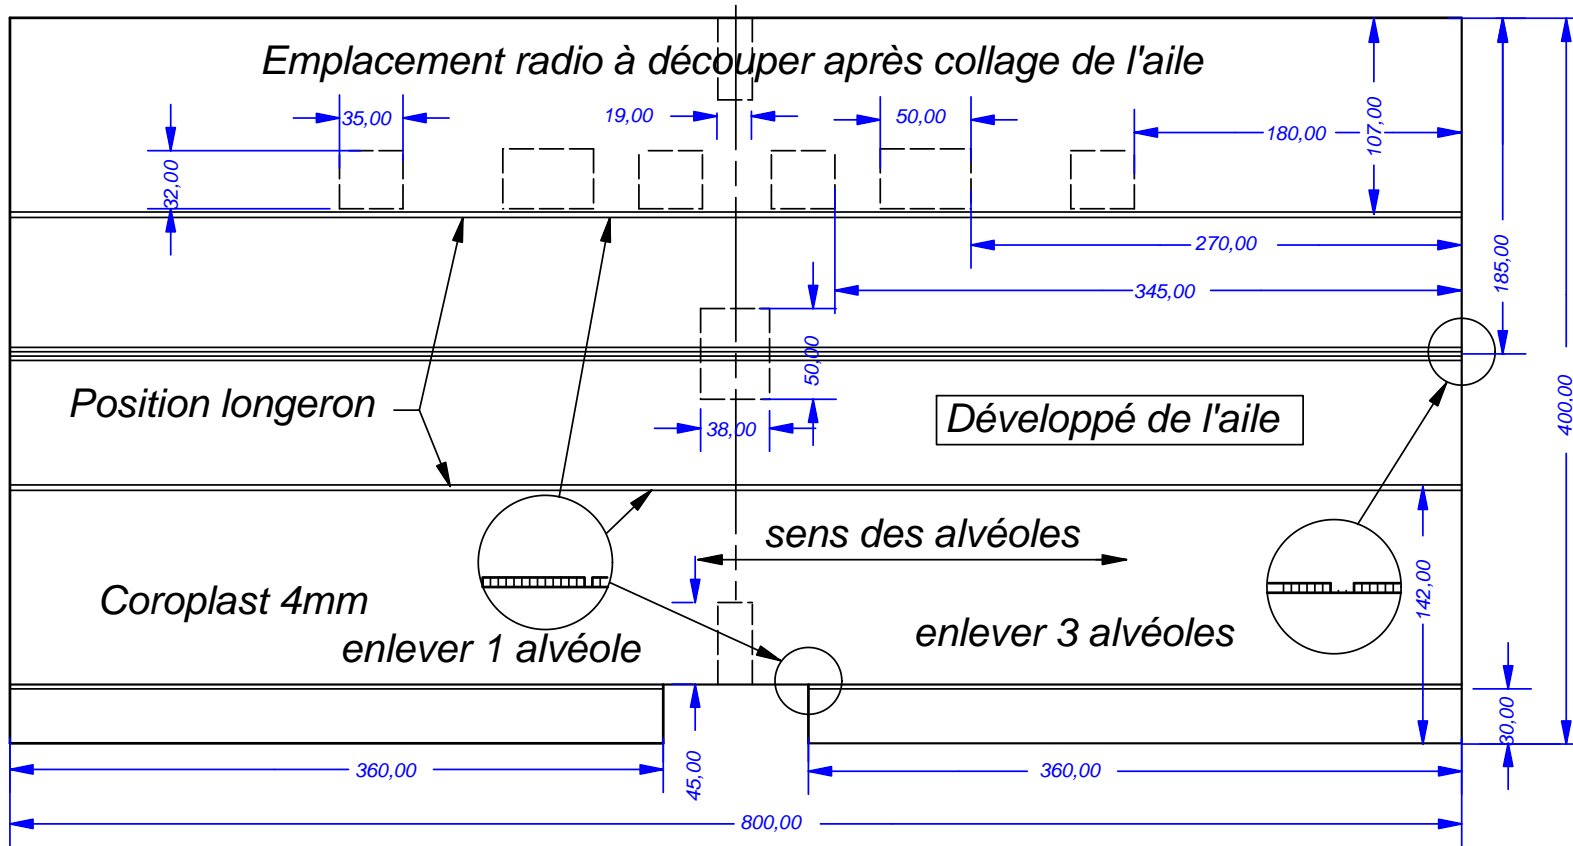 Emplacement radio à découper après collage de l'aile
35,00
19,00
50,00
180,00
107,00
32,00
270,00
185,00
345,00
50,00
400,00
Position longeron
38,00
Développé de l'aile
sens des alvéoles
Coroplast 4mm
142,00
enlever 1 alvéole
enlever 3 alvéoles
30,00
45,00
360,00
360,00
800,00